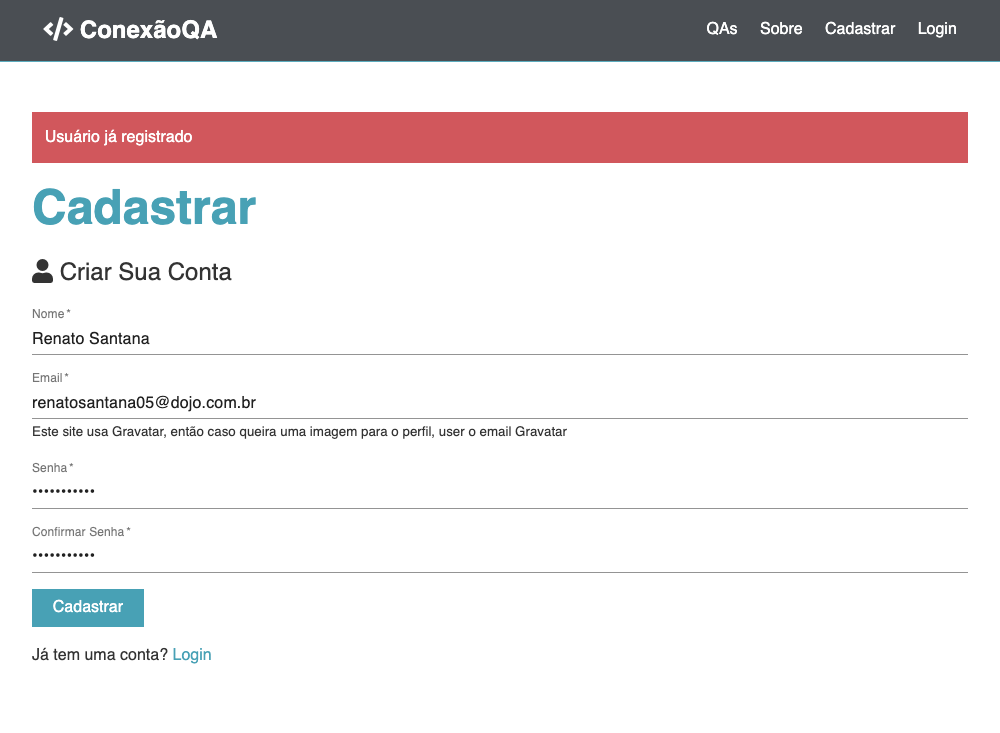 </> ConexãoQA
QAs Sobre Cadastrar Login
Usuário já registrado
Cadastrar
Criar Sua Conta
Nome *
Renato Santana
Email *
renatosantana05@dojo.com.br
Este site usa Gravatar, então caso queira uma imagem para o perfil, user o email Gravatar
Senha *
•••••••••••
Confirmar Senha *
•••••••••••
Cadastrar
Já tem uma conta? Login